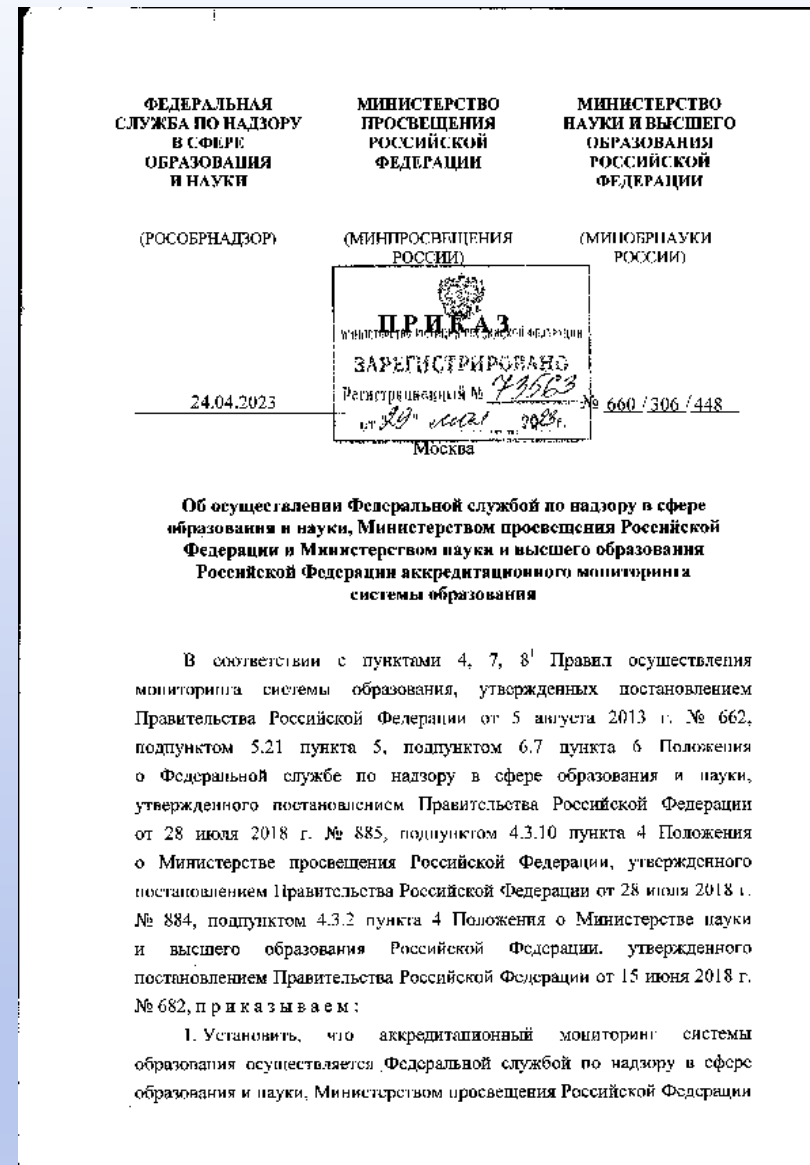 ФЕДЕРАЛЬНАЯ
СЛУЖБА ПО НАДЗОРУ
В СФЕРЕ
ОБРАЗОВАНИЯ
И НАУКИ
МИНИСТЕРСТВО
ПРОСВЕЩЕНИЯ
РОССИЙСКОЙ
ФЕДЕРАЦИИ
МИНИСТЕРСТВО
НАУКИ И ВЫСШЕГО
ОБРАЗОВАНИЯ
РОССИЙСКОЙ
ФЕДЕРАЦИИ
(РОСОБРНАДЗОР)
(МИНПРОСВЕЩЕНИЯ
РОССИИ)
(МИНОБРНАУКИ
РОССИИ)
ПРИКАЗ
МИНИСТЕРСТВО ЮСТИЦИИ РОССИЙСКОЙ ФЕДЕРАЦИИ
ЗАРЕГИСТРИРОВАНО
Регистрационный № 73563
от "29" мая 2023г.
24.04.2023
№ 660 / 306 / 448
Москва
Об осуществлении Федеральной службой по надзору в сфере
образования и науки, Министерством просвещения Российской
Федерации и Министерством науки и высшего образования
Российской Федерации аккредитационного мониторинга
системы образования
В соответствии с пунктами 4, 7, 8¹ Правил осуществления
мониторинга системы образования, утвержденных постановлением
Правительства Российской Федерации от 5 августа 2013 г. № 662,
подпунктом 5.21 пункта 5, подпунктом 6.7 пункта 6 Положения
о Федеральной службе по надзору в сфере образования и науки,
утвержденного постановлением Правительства Российской Федерации
от 28 июля 2018 г. № 885, подпунктом 4.3.10 пункта 4 Положения
о Министерстве просвещения Российской Федерации, утвержденного
постановлением Правительства Российской Федерации от 28 июля 2018 г.
№ 884, подпунктом 4.3.2 пункта 4 Положения о Министерстве науки
и высшего образования Российской Федерации, утвержденного
постановлением Правительства Российской Федерации от 15 июня 2018 г.
№ 682, п р и к а з ы в а е м :
1. Установить, что аккредитационный мониторинг системы
образования осуществляется Федеральной службой по надзору в сфере
образования и науки, Министерством просвещения Российской Федерации